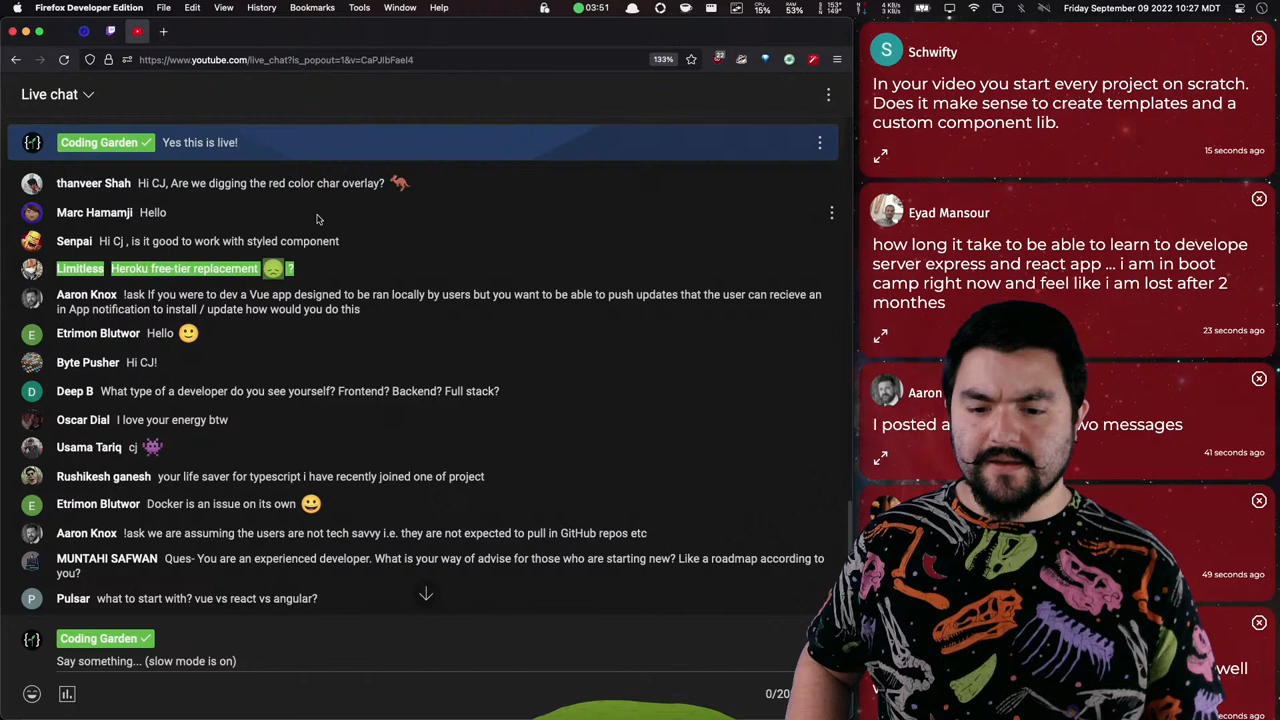 Firefox Developer Edition File Edit View History Bookmarks Tools Window Help
03:51
CPU 15% RAM 53% 153°
4 KB/s
Friday September 09 2022 10:27 MDT
https://www.youtube.com/live_chat?is_popout=1&v=CaPJlbFaeI4
133%
22
Live chat
Coding Garden Yes this is live!
thanveer Shah Hi CJ, Are we digging the red color char overlay?
Marc Hamamji Hello
Senpai Hi Cj , is it good to work with styled component
Limitless Heroku free-tier replacement ?
Aaron Knox !ask If you were to dev a Vue app designed to be ran locally by users but you want to be able to push updates that the user can recieve an
in App notification to install / update how would you do this
Etrimon Blutwor Hello
Byte Pusher Hi CJ!
Deep B What type of a developer do you see yourself? Frontend? Backend? Full stack?
Oscar Dial I love your energy btw
Usama Tariq cj
Rushikesh ganesh your life saver for typescript i have recently joined one of project
Etrimon Blutwor Docker is an issue on its own
Aaron Knox !ask we are assuming the users are not tech savvy i.e. they are not expected to pull in GitHub repos etc
MUNTAHI SAFWAN Ques- You are an experienced developer. What is your way of advise for those who are starting new? Like a roadmap according to
you?
Pulsar what to start with? vue vs react vs angular?
Coding Garden
Say something... (slow mode is on)
0/20
S Schwifty
In your video you start every project on scratch.
Does it make sense to create templates and a
custom component lib.
15 seconds ago
Eyad Mansour
how long it take to be able to learn to develope
server express and react app ... i am in boot
camp right now and feel like i am lost after 2
monthes
23 seconds ago
Aaron
I posted a
wo messages
41 seconds ago
49 seconds ago
well
seconds ago